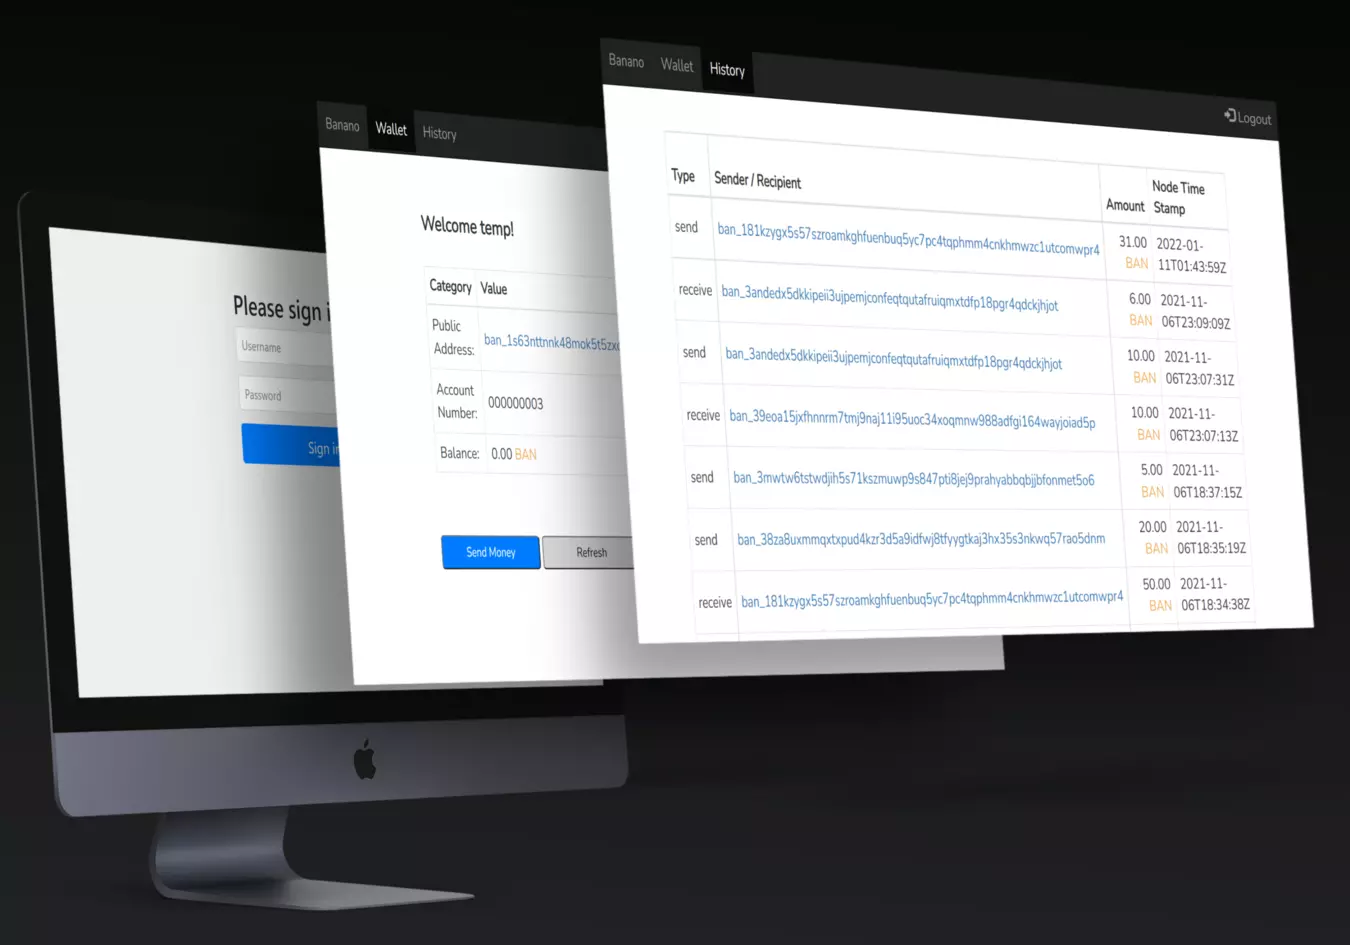 Please sign i
Username
Password
Sign i
Banano Wallet History
Welcome temp!
Category Value
Public
Address:
ban_1s63nttnnk48mok5t5zx
Account
Number:
000000003
Balance: 0.00 BAN
Send Money Refresh
Banano Wallet History
Logout
Type Sender / Recipient Amount Node Time
Stamp
send ban_181kzygx5s57szroamkghfuenbuq5yc7pc4tqphmm4cnkhmwzc1utcomwpr4 31.00 2022-01-
BAN 11T01:43:59Z
receive ban_3andedx5dkkipeii3ujpemjconfeqtqutafruiqmxtdfp18pgr4qdckjhjot 6.00 2021-11-
BAN 06T23:09:09Z
send ban_3andedx5dkkipeii3ujpemjconfeqtqutafruiqmxtdfp18pgr4qdckjhjot 10.00 2021-11-
BAN 06T23:07:31Z
receive ban_39eoa15jxfhnnrm7tmj9naj11i95uoc34xoqmnw988adfgi164wayjoiad5p 10.00 2021-11-
BAN 06T23:07:13Z
send ban_3mwtw6tstwdjih5s71kszmuwp9s847pti8jej9prahyabbqbjjbfonmet5o6 5.00 2021-11-
BAN 06T18:37:15Z
send ban_38za8uxmmqxtxpud4kzr3d5a9idfwj8tfyygtkaj3hx35s3nkwq57rao5dnm 20.00 2021-11-
BAN 06T18:35:19Z
receive ban_181kzygx5s57szroamkghfuenbuq5yc7pc4tqphmm4cnkhmwzc1utcomwpr4 50.00 2021-11-
BAN 06T18:34:38Z